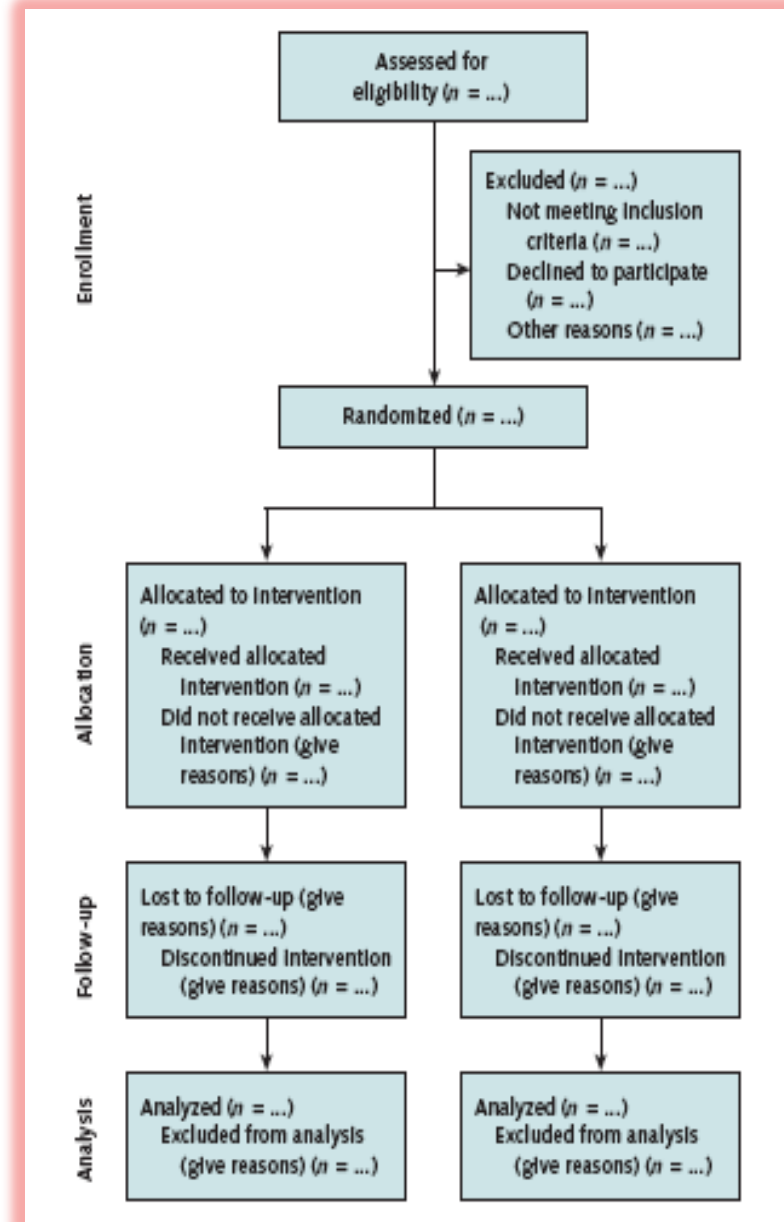 Assessed for
eligibility (n = ...)
Enrollment
Excluded (n = ...)
Not meeting inclusion
criteria (n = ...)
Declined to participate
(n = ...)
Other reasons (n = ...)
Randomized (n = ...)
Allocation
Allocated to intervention
(n = ...)
Received allocated
intervention (n = ...)
Did not receive allocated
intervention (give
reasons) (n = ...)
Allocated to intervention
(n = ...)
Received allocated
intervention (n = ...)
Did not receive allocated
intervention (give
reasons) (n = ...)
Follow-up
Lost to follow-up (give
reasons) (n = ...)
Discontinued intervention
(give reasons) (n = ...)
Lost to follow-up (give
reasons) (n = ...)
Discontinued intervention
(give reasons) (n = ...)
Analysis
Analyzed (n = ...)
Excluded from analysis
(give reasons) (n = ...)
Analyzed (n = ...)
Excluded from analysis
(give reasons) (n = ...)